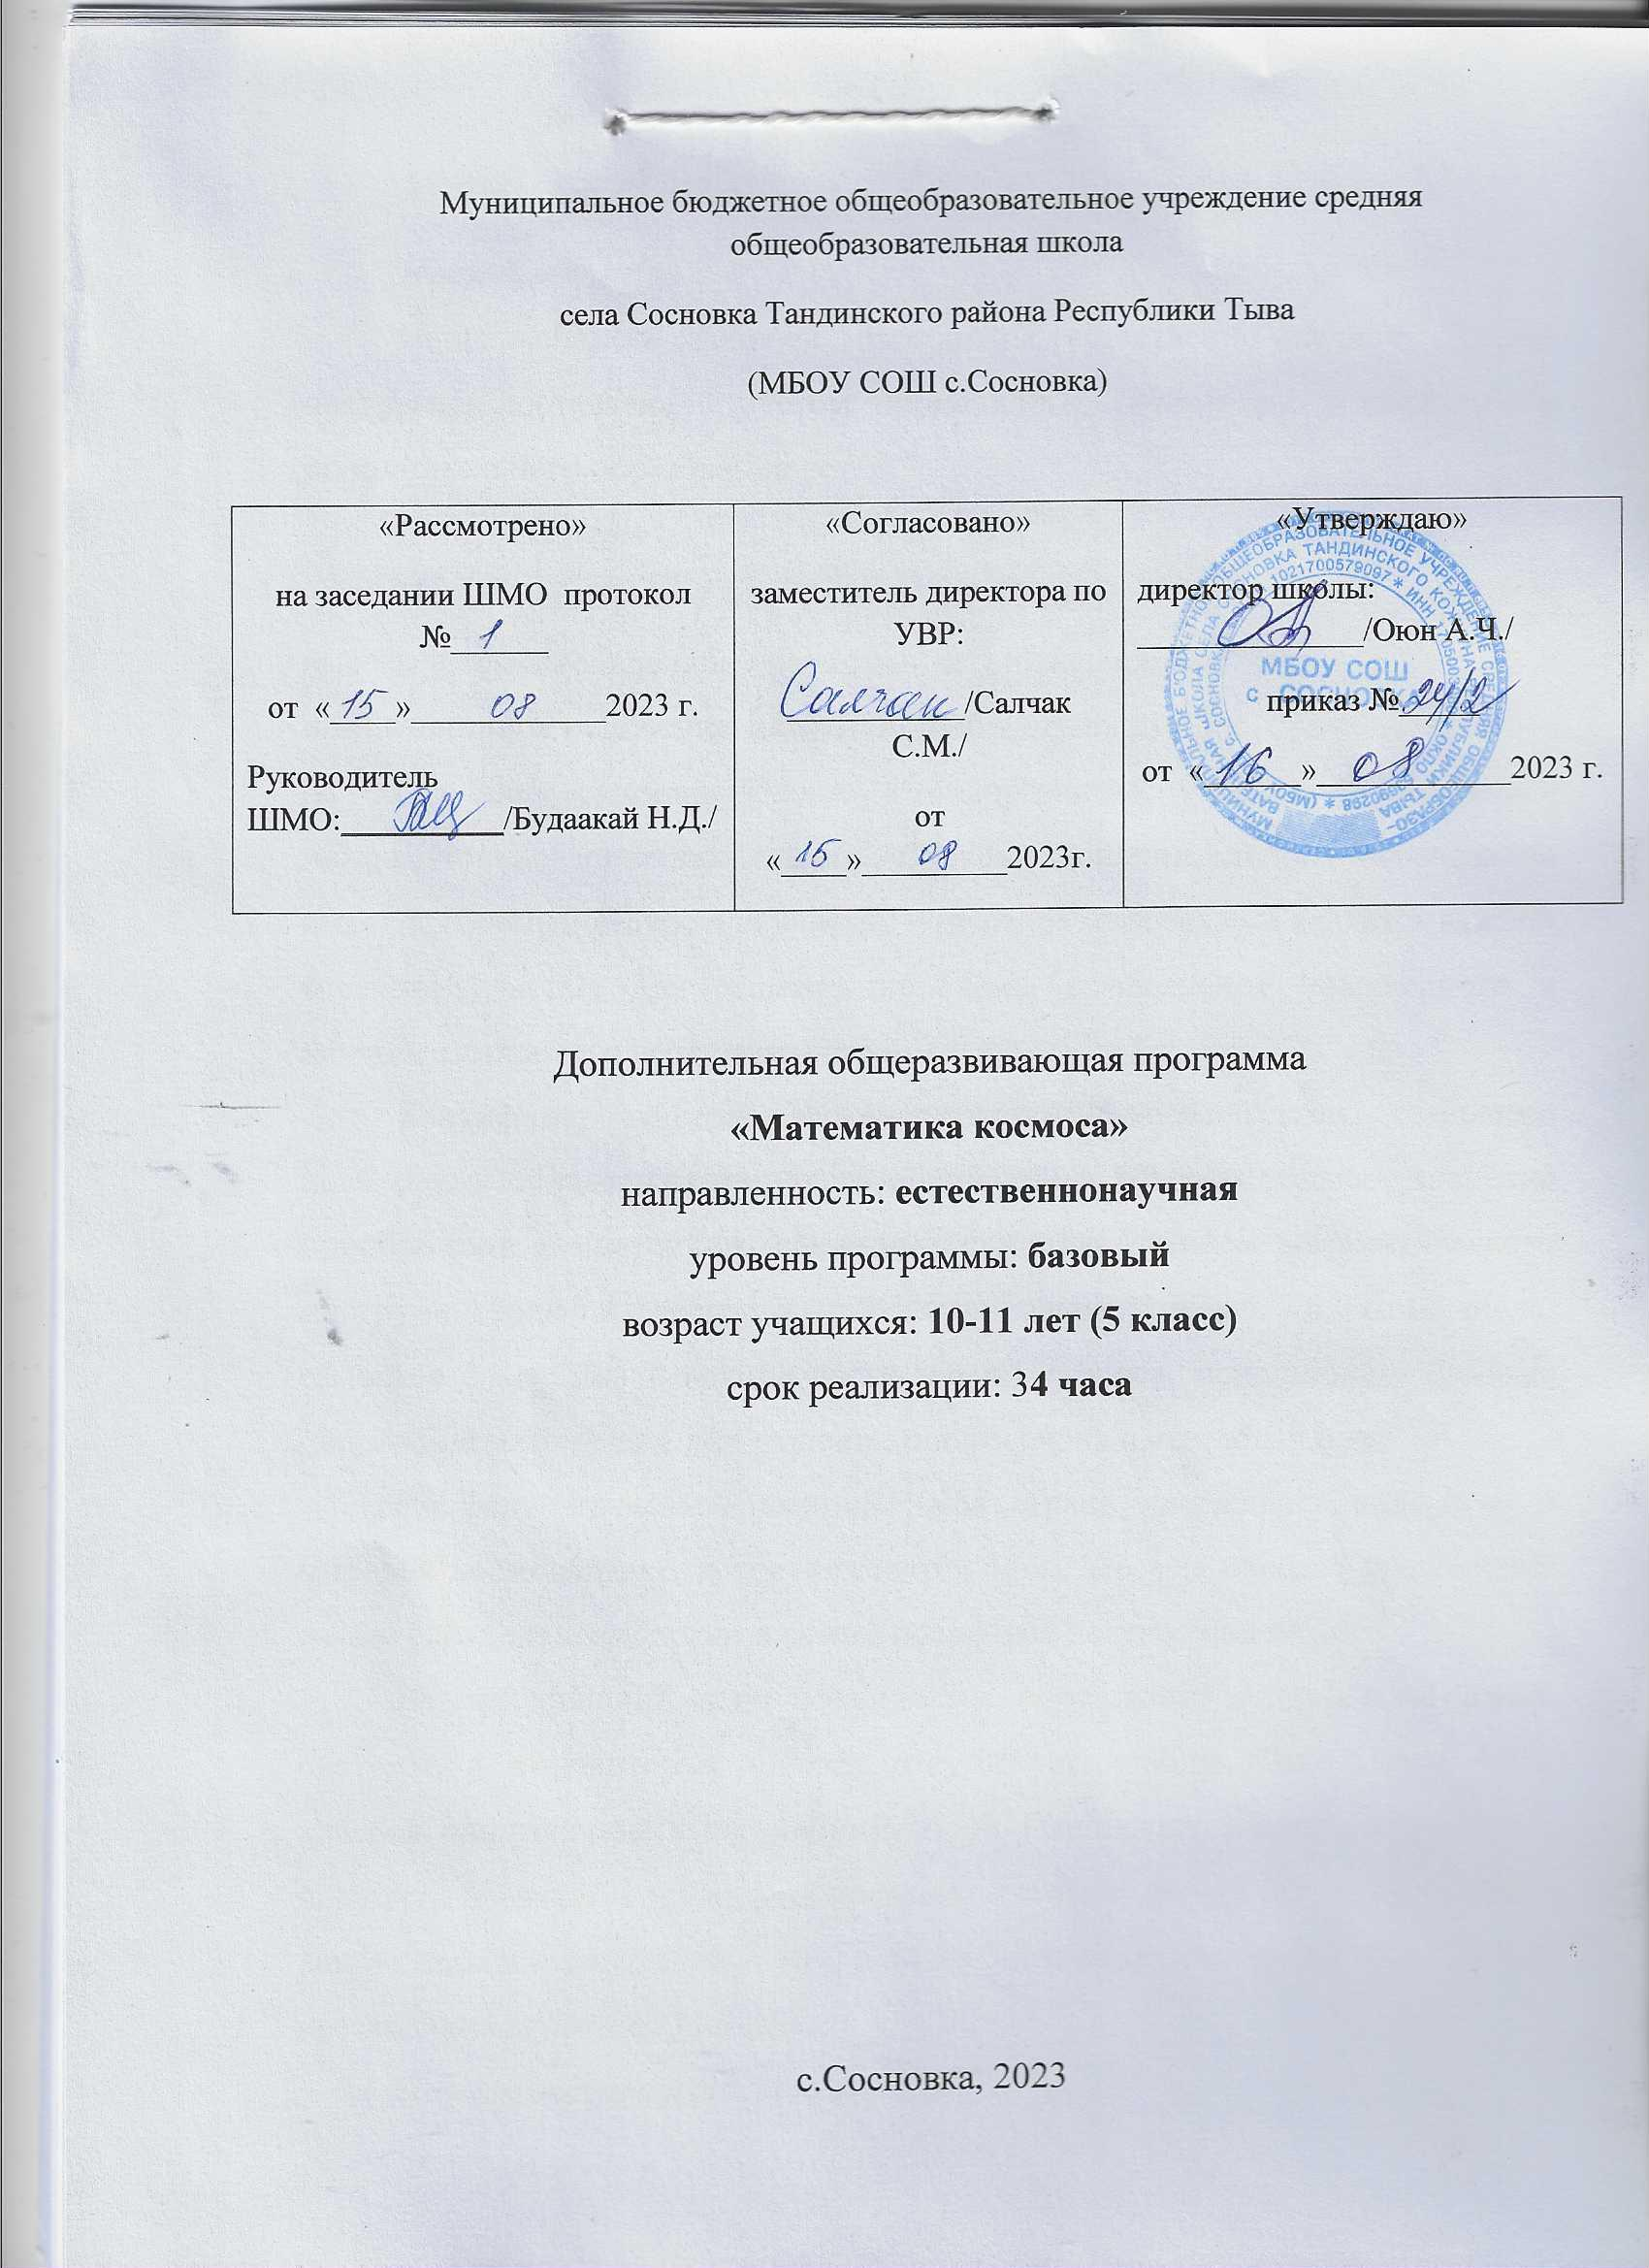 Муниципальное бюджетное общеобразовательное учреждение средняя
общеобразовательная школа
села Сосновка Тандинского района Республики Тыва
(МБОУ СОШ с.Сосновка)
«Рассмотрено»
на заседании ШМО протокол
№ 1
от «15» 08 2023 г.
Руководитель
ШМО: /Будаакай Н.Д./
«Согласовано»
заместитель директора по
УВР:
Салчак /Салчак
С.М./
от
«15» 08 2023г.
«Утверждаю»
директор школы:
/Оюн А.Ч./
приказ № 24/2
от «16» 08 2023 г.
МБОУ СОШ
с СОСНОВКА
1021700579097 * ИНН
Дополнительная общеразвивающая программа
«Математика космоса»
направленность: естественнонаучная
уровень программы: базовый
возраст учащихся: 10-11 лет (5 класс)
срок реализации: 34 часа
с.Сосновка, 2023